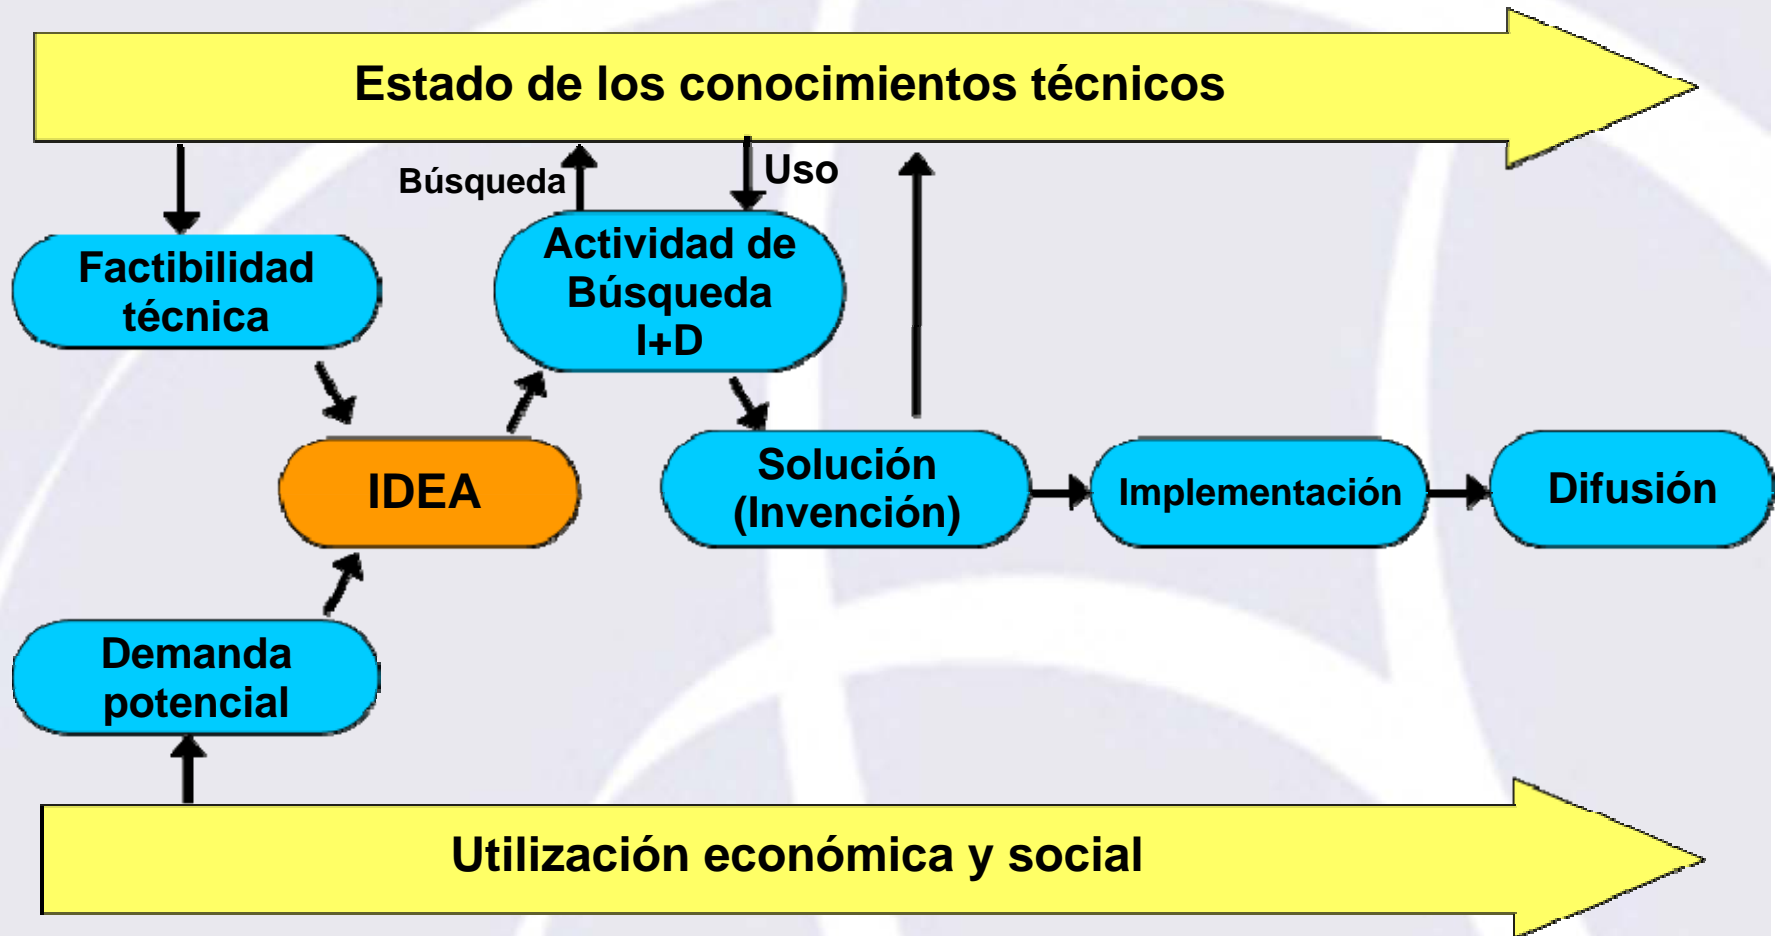 Estado de los conocimientos técnicos
Búsqueda
Uso
Factibilidad
técnica
Actividad de
Búsqueda
I+D
IDEA
Solución
(Invención)
Implementación
Difusión
Demanda
potencial
Utilización económica y social